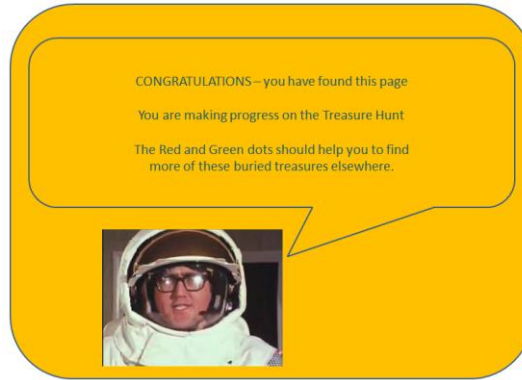 CONGRATULATIONS – you have found this page
You are making progress on the Treasure Hunt
The Red and Green dots should help you to find
more of these buried treasures elsewhere.